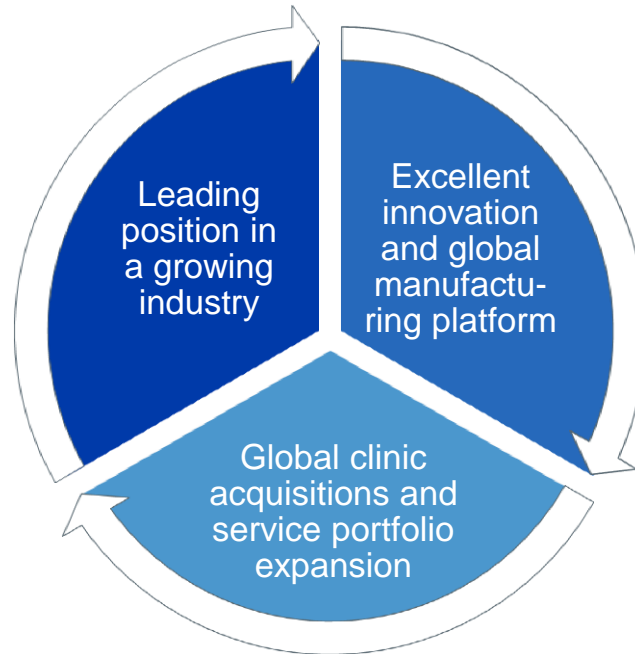 Leading
position in
a growing
industry
Excellent
innovation
and global
manufactu-
ring platform
Global clinic
acquisitions and
service portfolio
expansion